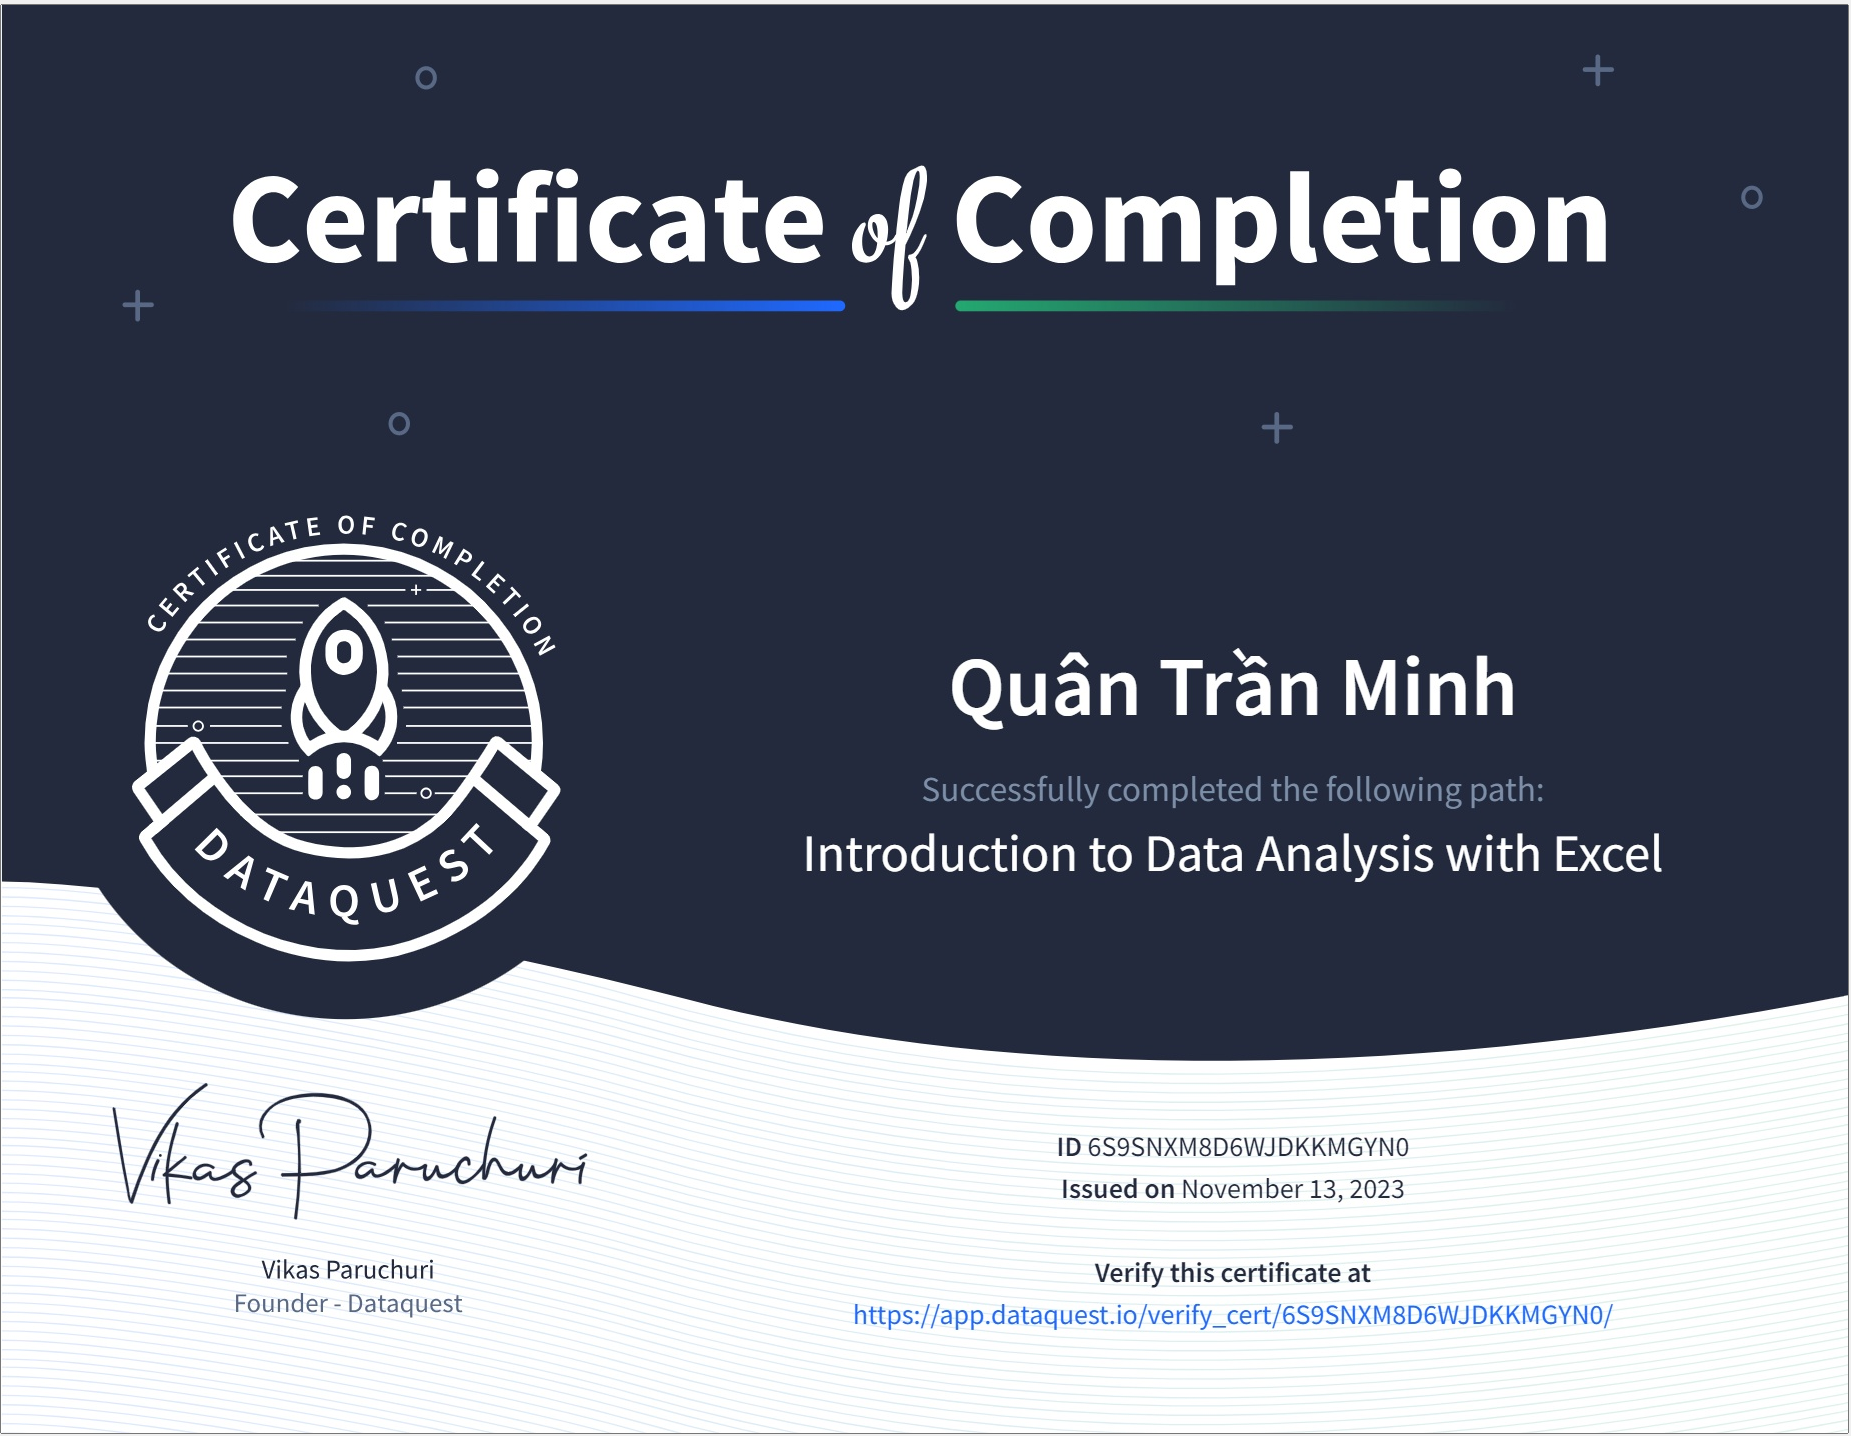 Certificate of Completion
CERTIFICATE OF COMPLETION
DATAQUEST
Quân Trần Minh
Successfully completed the following path:
Introduction to Data Analysis with Excel
Vikas Paruchuri
Vikas Paruchuri
Founder - Dataquest
ID 6S9SNXM8D6WJDKKMGYN0
Issued on November 13, 2023
Verify this certificate at
https://app.dataquest.io/verify_cert/6S9SNXM8D6WJDKKMGYN0/